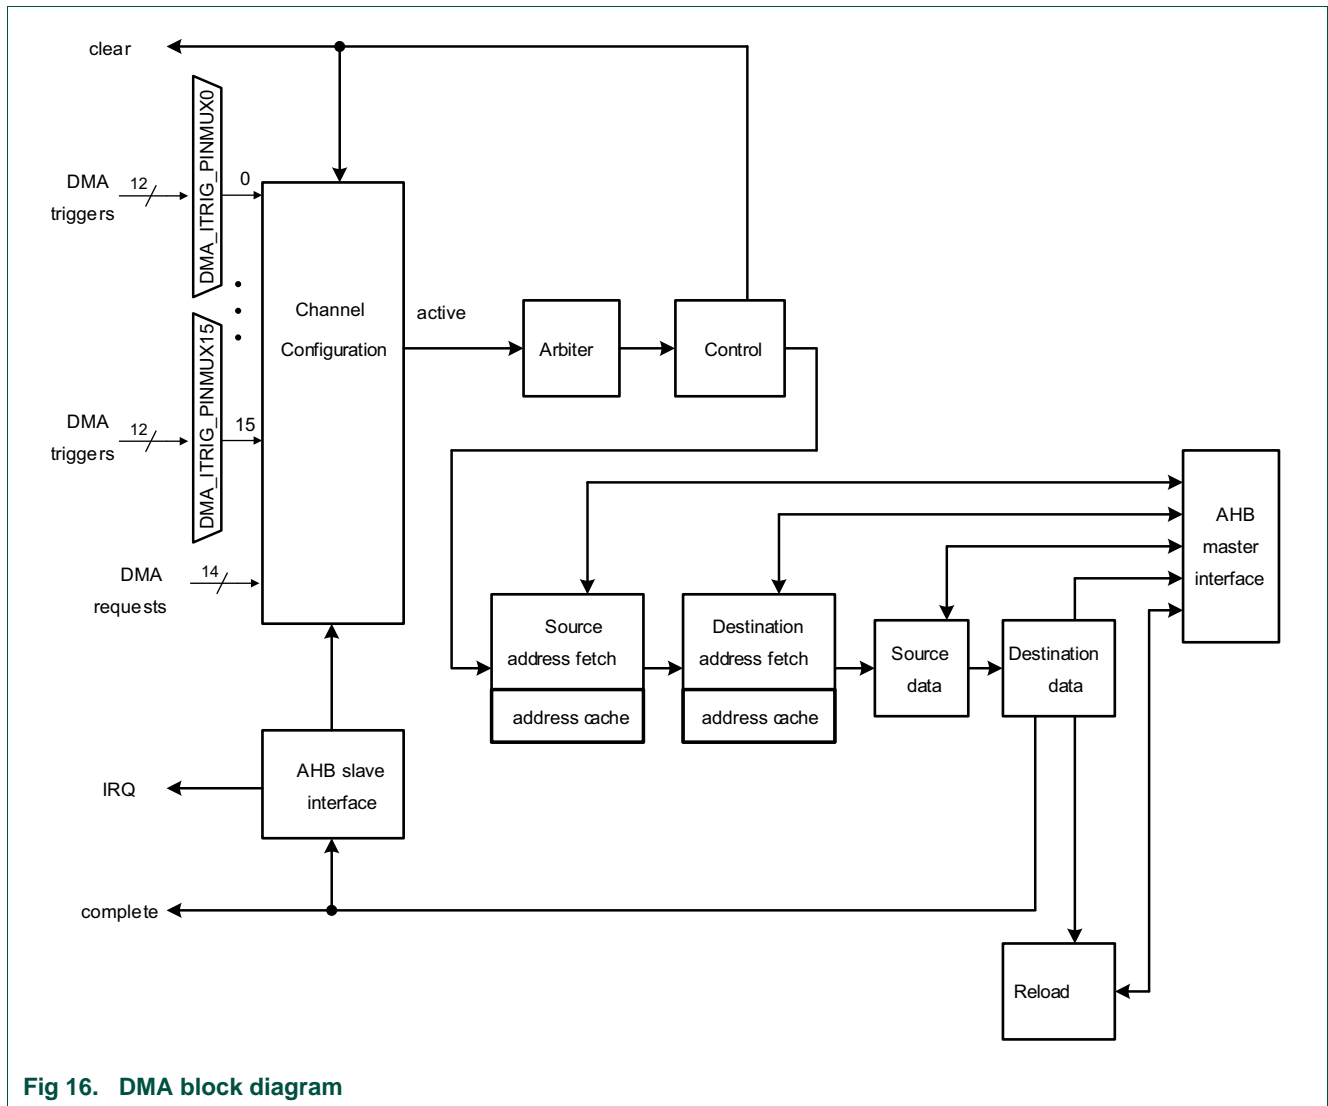 clear
DMA_ITRIG_PINMUX0
DMA
triggers
12
0
Channel
Configuration
active
Arbiter
Control
DMA_ITRIG_PINMUX15
DMA
triggers
12
15
DMA
requests
14
AHB
master
interface
Source
address fetch
address cache
Destination
address fetch
address cache
Source
data
Destination
data
AHB slave
interface
IRQ
complete
Reload
Fig 16. DMA block diagram